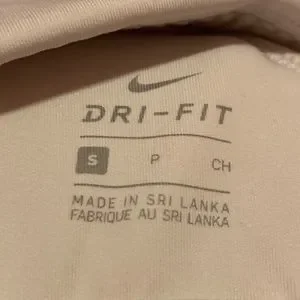 DRI-FIT
S P CH
MADE IN SRI LANKA
FABRIQUE AU SRI LANKA